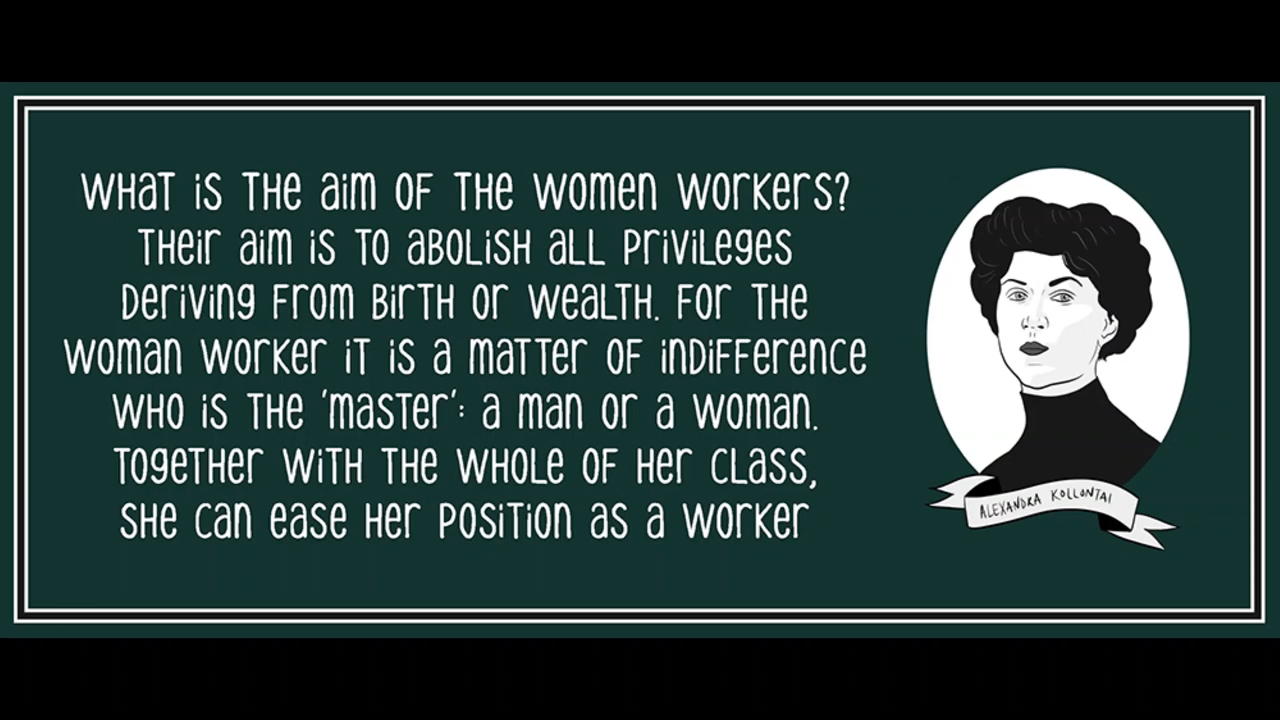 WHAT IS THE AIM OF THE WOMEN WORKERS?
THEIR AIM IS TO ABOLISH ALL PRIVILEGES
DERIVING FROM BIRTH OR WEALTH. FOR THE
WOMAN WORKER IT IS A MATTER OF INDIFFERENCE
WHO IS THE 'MASTER': A MAN OR A WOMAN.
TOGETHER WITH THE WHOLE OF HER CLASS,
SHE CAN EASE HER POSITION AS A WORKER
ALEXANDRA KOLLONTAI